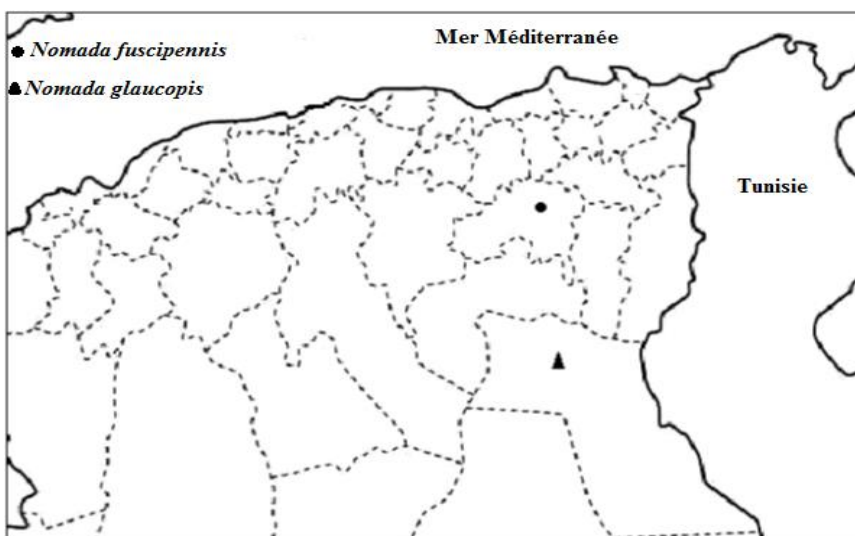 Mer Méditerranée
Nomada fuscipennis
Nomada glaucopis
Tunisie